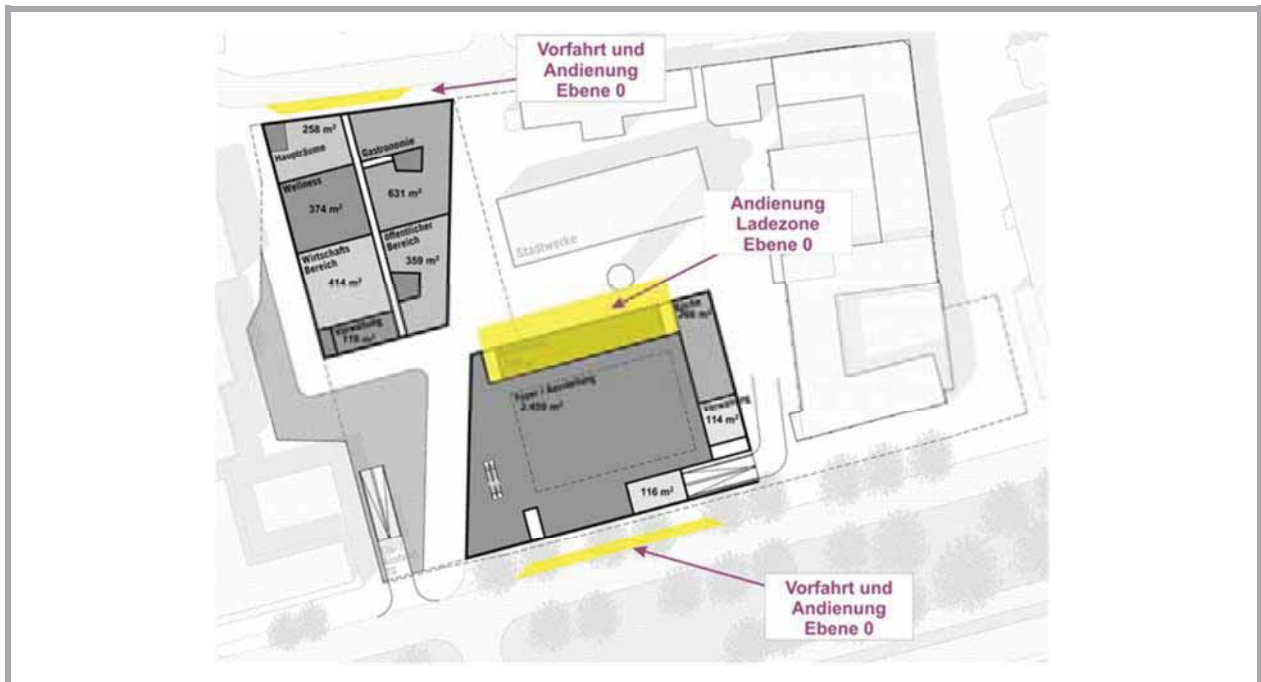 Vorfahrt und
Andienung
Ebene 0
258 m²
Haupträume
Gastronomie
Wellness
374 m²
631 m²
öffentlicher
Bereich
359 m²
Wirtschafts
Bereich
414 m²
Verwaltung
Stadtwerke
Andienung
Ladezone
Ebene 0
Küche
Foyer / Ausstellung
Verwaltung
114 m²
116 m²
Vorfahrt und
Andienung
Ebene 0